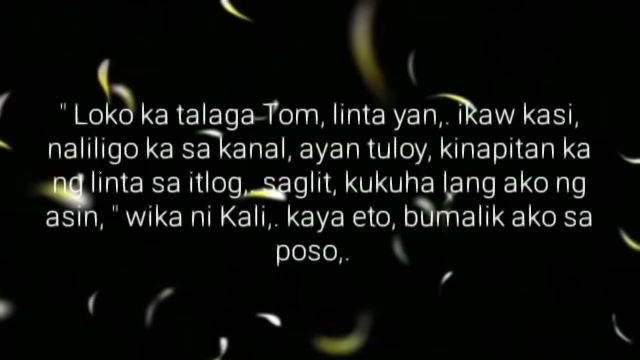 " Loko ka talaga Tom, linta yan,. ikaw kasi,
naliligo ka sa kanal, ayan tuloy, kinapitan ka
ng linta sa itlog,. saglit, kukuha lang ako ng
asin, " wika ni Kali,. kaya eto, bumalik ako sa
poso,.